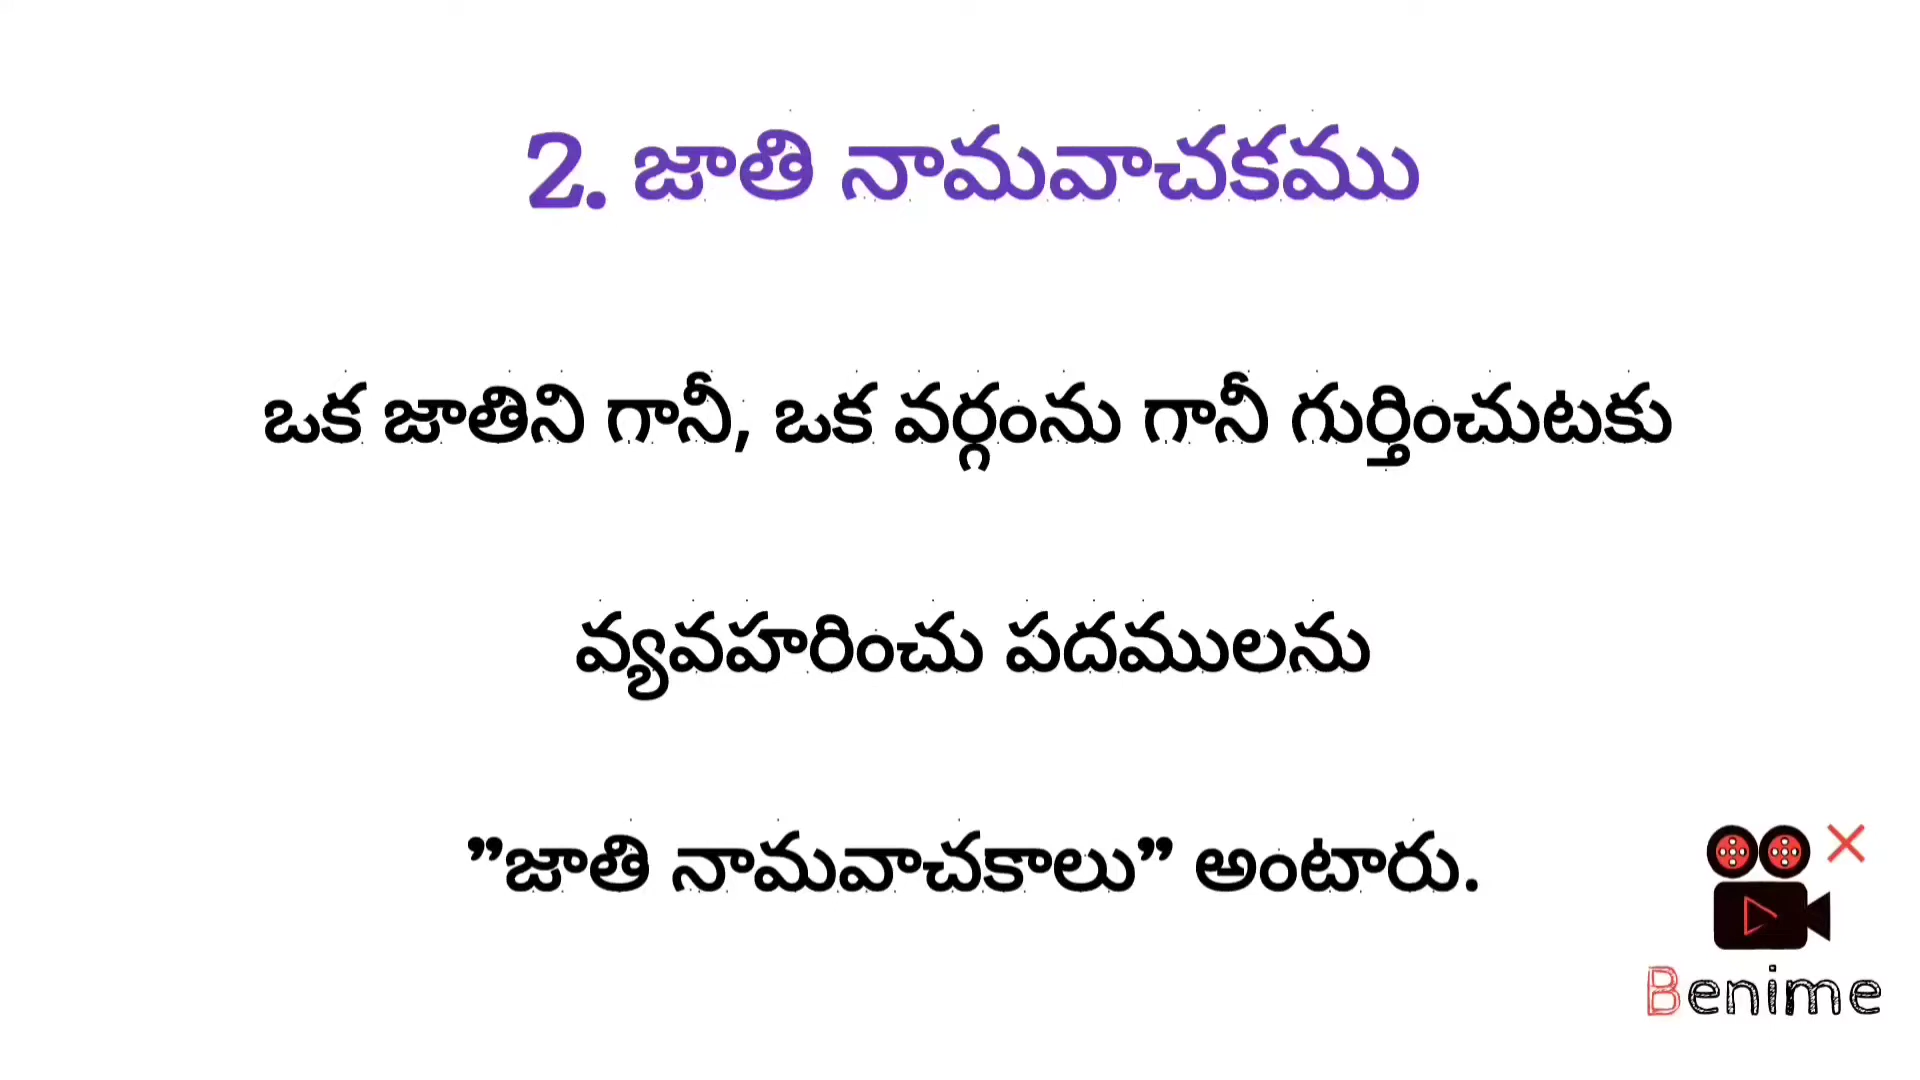 2. జాతి నామవాచకము
ఒక జాతిని గానీ, ఒక వర్గంను గానీ గుర్తించుటకు
వ్యవహరించు పదములను
”జాతి నామవాచకాలు” అంటారు.
Benime